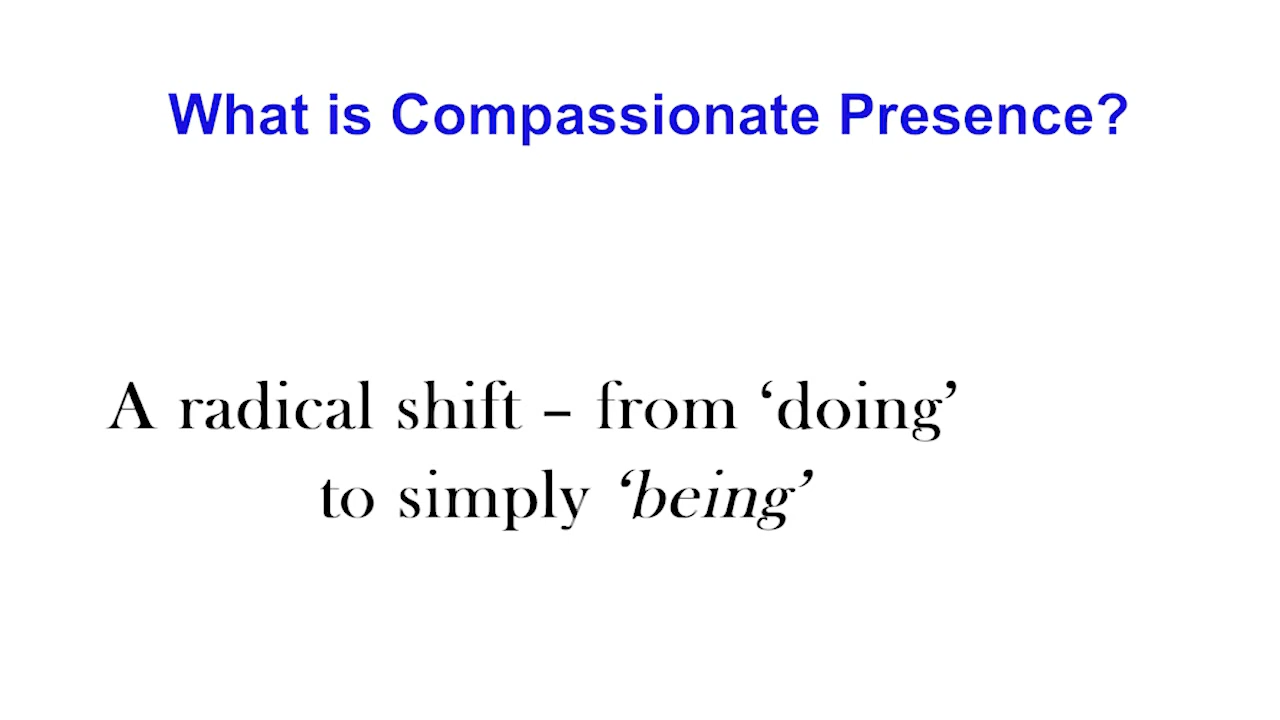 What is Compassionate Presence?
A radical shift – from ‘doing’
to simply ‘being’